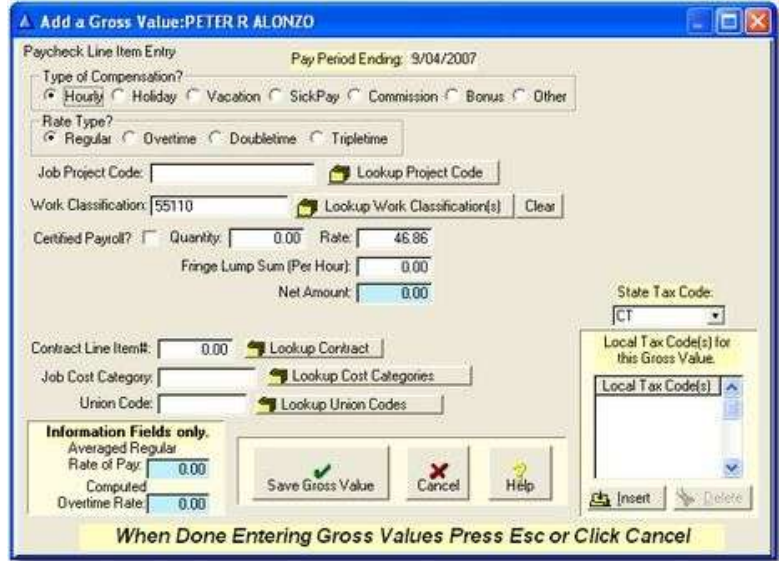 Add a Gross Value:PETER R ALONZO
Paycheck Line Item Entry
Pay Period Ending: 9/04/2007
Type of Compensation?
Hourly Holiday Vacation SickPay Commission Bonus Other
Rate Type?
Regular Overtime Doubletime Tripletime
Job Project Code: Lookup Project Code
Work Classification: 55110 Lookup Work Classification(s) Clear
Certified Payroll? Quantity: 0.00 Rate: 46.86
Fringe Lump Sum (Per Hour): 0.00
Net Amount: 0.00
State Tax Code:
CT
Contract Line Item#: 0.00 Lookup Contract
Job Cost Category: Lookup Cost Categories
Union Code: Lookup Union Codes
Local Tax Code(s) for
this Gross Value.
Local Tax Code(s)
Insert Delete
Information Fields only.
Averaged Regular
Rate of Pay: 0.00
Computed
Overtime Rate: 0.00
Save Gross Value Cancel Help
When Done Entering Gross Values Press Esc or Click Cancel